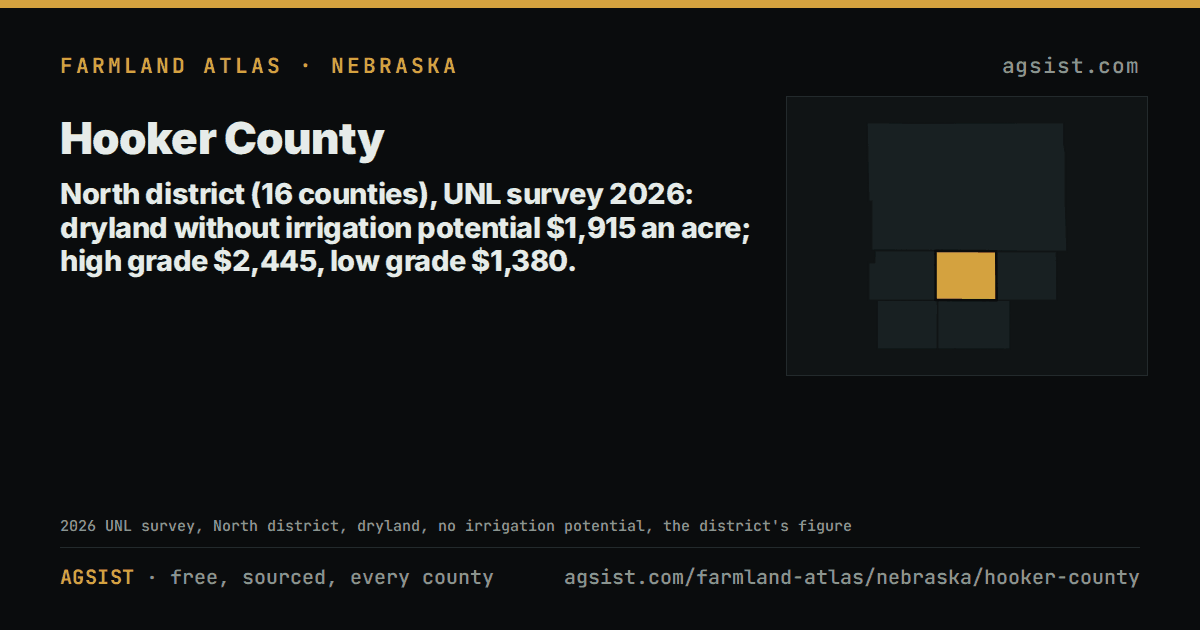 FARMLAND ATLAS · NEBRASKA
agsist.com
Hooker County
North district (16 counties), UNL survey 2026:
dryland without irrigation potential $1,915 an acre;
high grade $2,445, low grade $1,380.
2026 UNL survey, North district, dryland, no irrigation potential, the district's figure
AGSIST · free, sourced, every county
agsist.com/farmland-atlas/nebraska/hooker-county